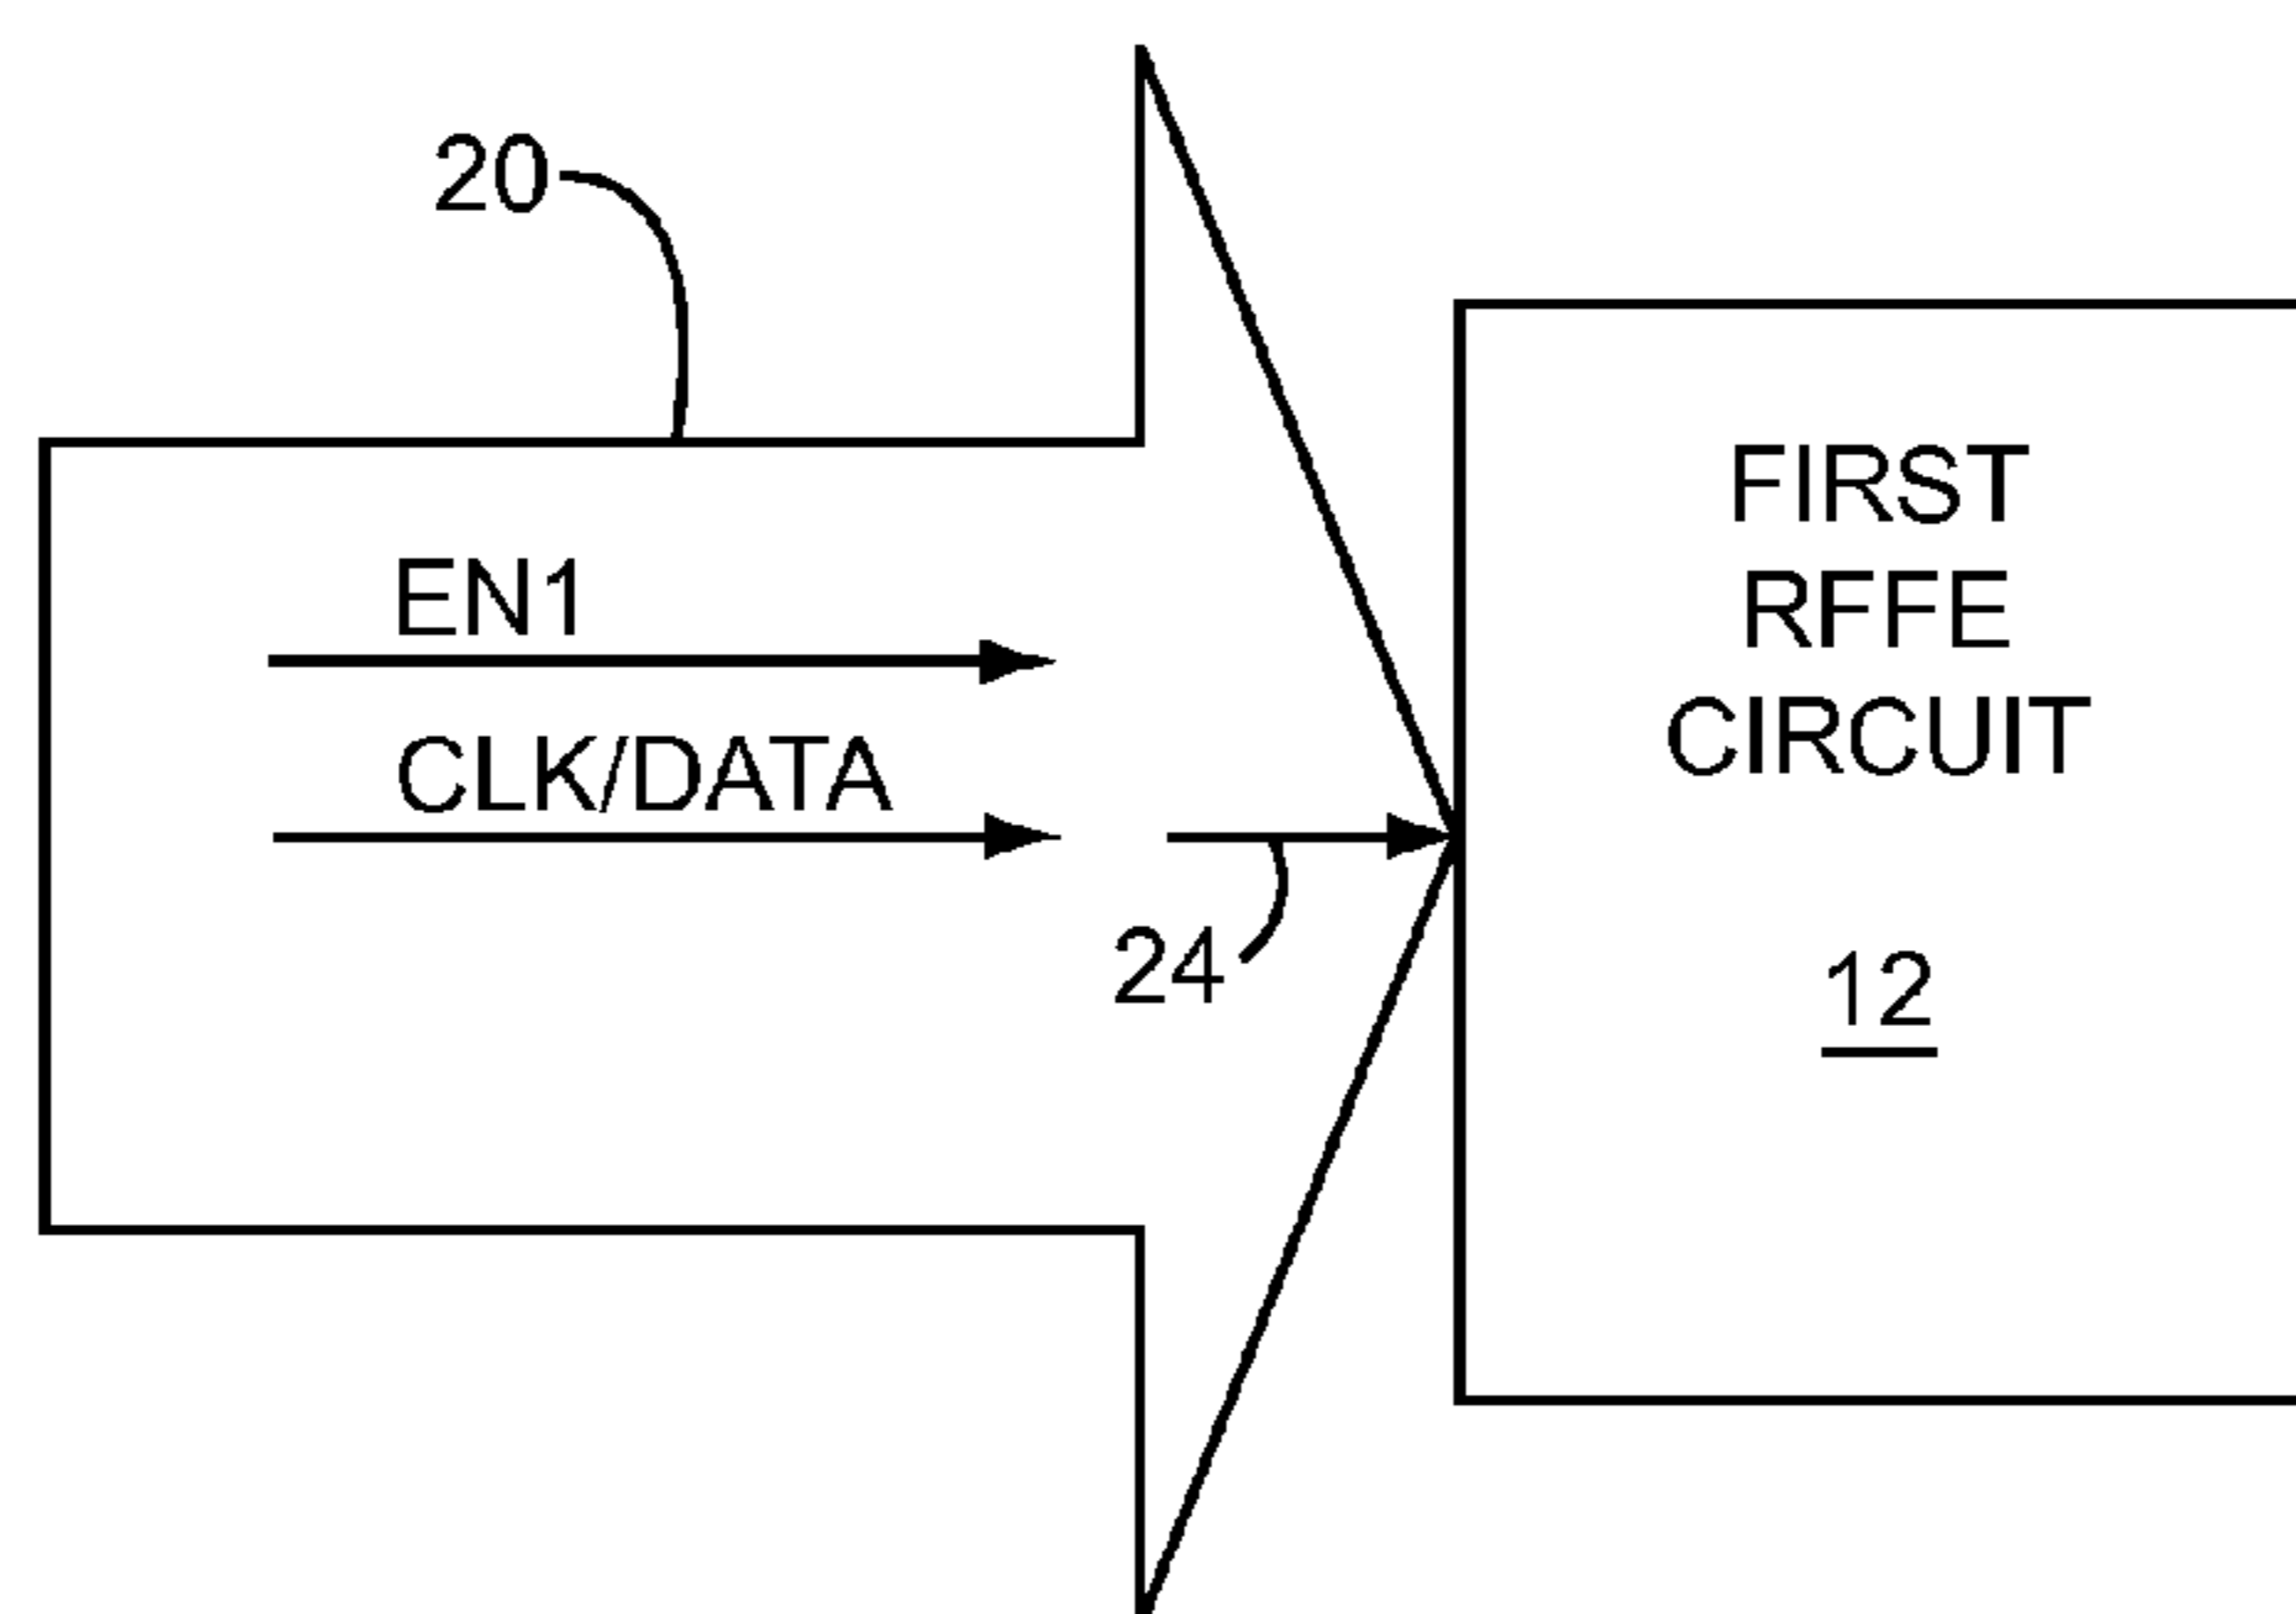 20
EN1
CLK/DATA
24
FIRST
RFFE
CIRCUIT
12